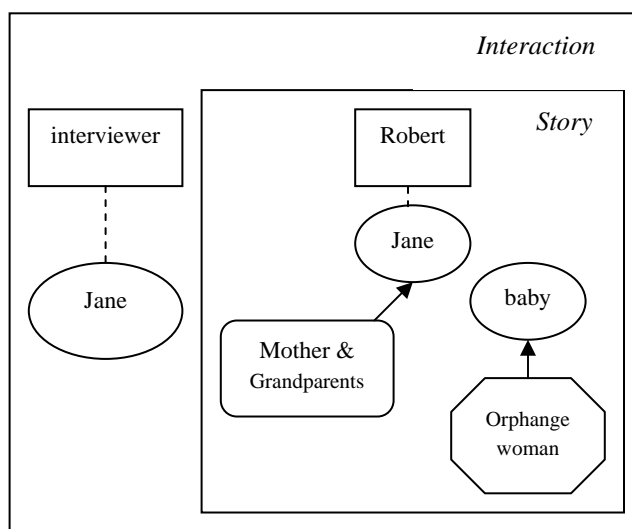 Interaction
Story
interviewer
Robert
Jane
Jane
baby
Mother &
Grandparents
Orphange
woman